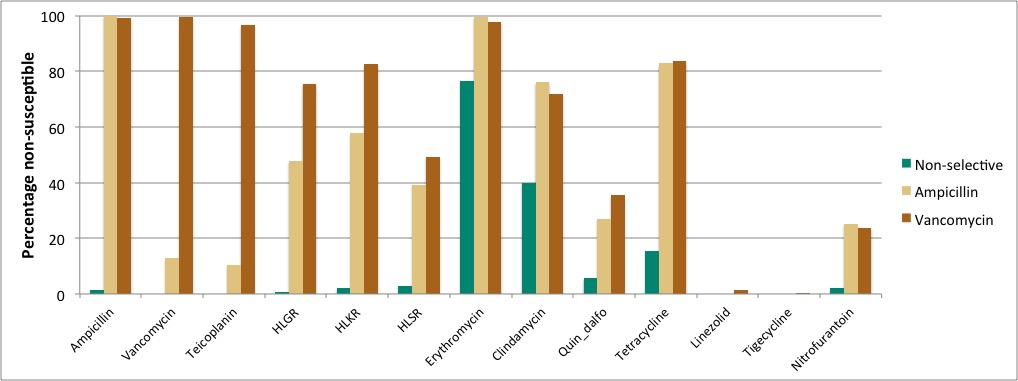 Percentage non-susceptible
100
80
60
40
20
0
Ampicillin
Vancomycin
Teicoplanin
HLGR
HLKR
HLSR
Erythromycin
Clindamycin
Quin_dalfo
Tetracycline
Linezolid
Tigecycline
Nitrofurantoin
Non-selective
Ampicillin
Vancomycin